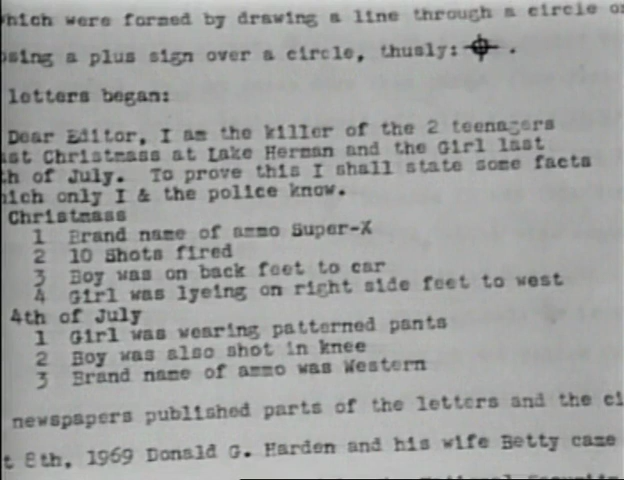 which were formed by drawing a line through a circle
a plus sign over a circle, thusly: ⌖ .
letters began:
Dear Editor, I am the killer of the 2 teenagers
Christmass at Lake Herman and the Girl last
of July. To prove this I shall state some facts
which only I & the police know.
Christmass
1 Brand name of ammo Super-X
2 10 Shots fired
3 Boy was on back feet to car
4 Girl was lyeing on right side feet to west
4th of July
1 Girl was wearing patterned pants
2 Boy was also shot in knee
3 Brand name of ammo was Western
newspapers published parts of the letters and the
8th, 1969 Donald G. Harden and his wife Betty came